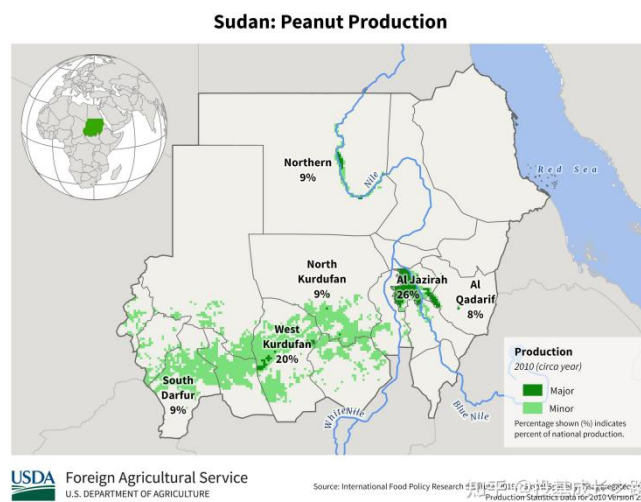 Sudan: Peanut Production
Red Sea
Northern
9%
Nile
North
Kurdufan
9%
Al Jazirah
26%
Al
Qadarif
8%
West
Kurdufan
20%
South
Darfur
9%
White Nile
Blue Nile
Production
2010 (circa year)
Major
Minor
Percentage shown (%) indicates
percent of national production.
USDA
Foreign Agricultural Service
U.S. DEPARTMENT OF AGRICULTURE
Source: International Food Policy Research
Production Statistics data for 2010 Version
知乎